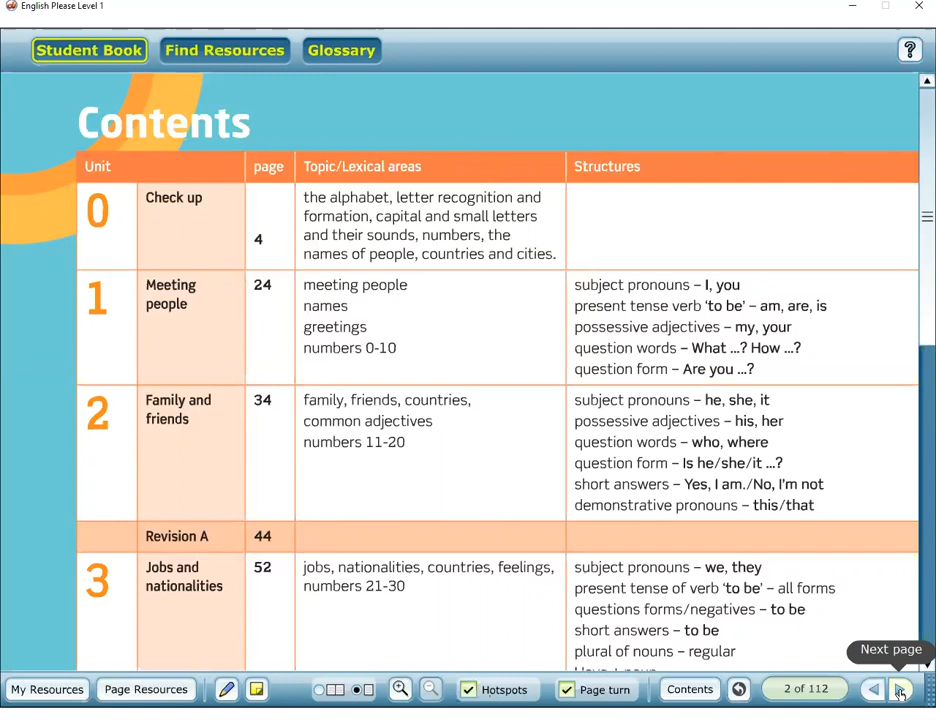 English Please Level 1
Student Book
Find Resources
Glossary
?
Contents
Unit
page
Topic/Lexical areas
Structures
0
Check up
4
the alphabet, letter recognition and
formation, capital and small letters
and their sounds, numbers, the
names of people, countries and cities.
1
Meeting
people
24
meeting people
names
greetings
numbers 0-10
subject pronouns – I, you
present tense verb ‘to be’ – am, are, is
possessive adjectives – my, your
question words – What ...? How ...?
question form – Are you ...?
2
Family and
friends
34
family, friends, countries,
common adjectives
numbers 11-20
subject pronouns – he, she, it
possessive adjectives – his, her
question words – who, where
question form – Is he/she/it ...?
short answers – Yes, I am./No, I’m not
demonstrative pronouns – this/that
Revision A
44
3
Jobs and
nationalities
52
jobs, nationalities, countries, feelings,
numbers 21-30
subject pronouns – we, they
present tense of verb ‘to be’ – all forms
questions forms/negatives – to be
short answers – to be
plural of nouns – regular
Next page
My Resources
Page Resources
Hotspots
Page turn
Contents
2 of 112